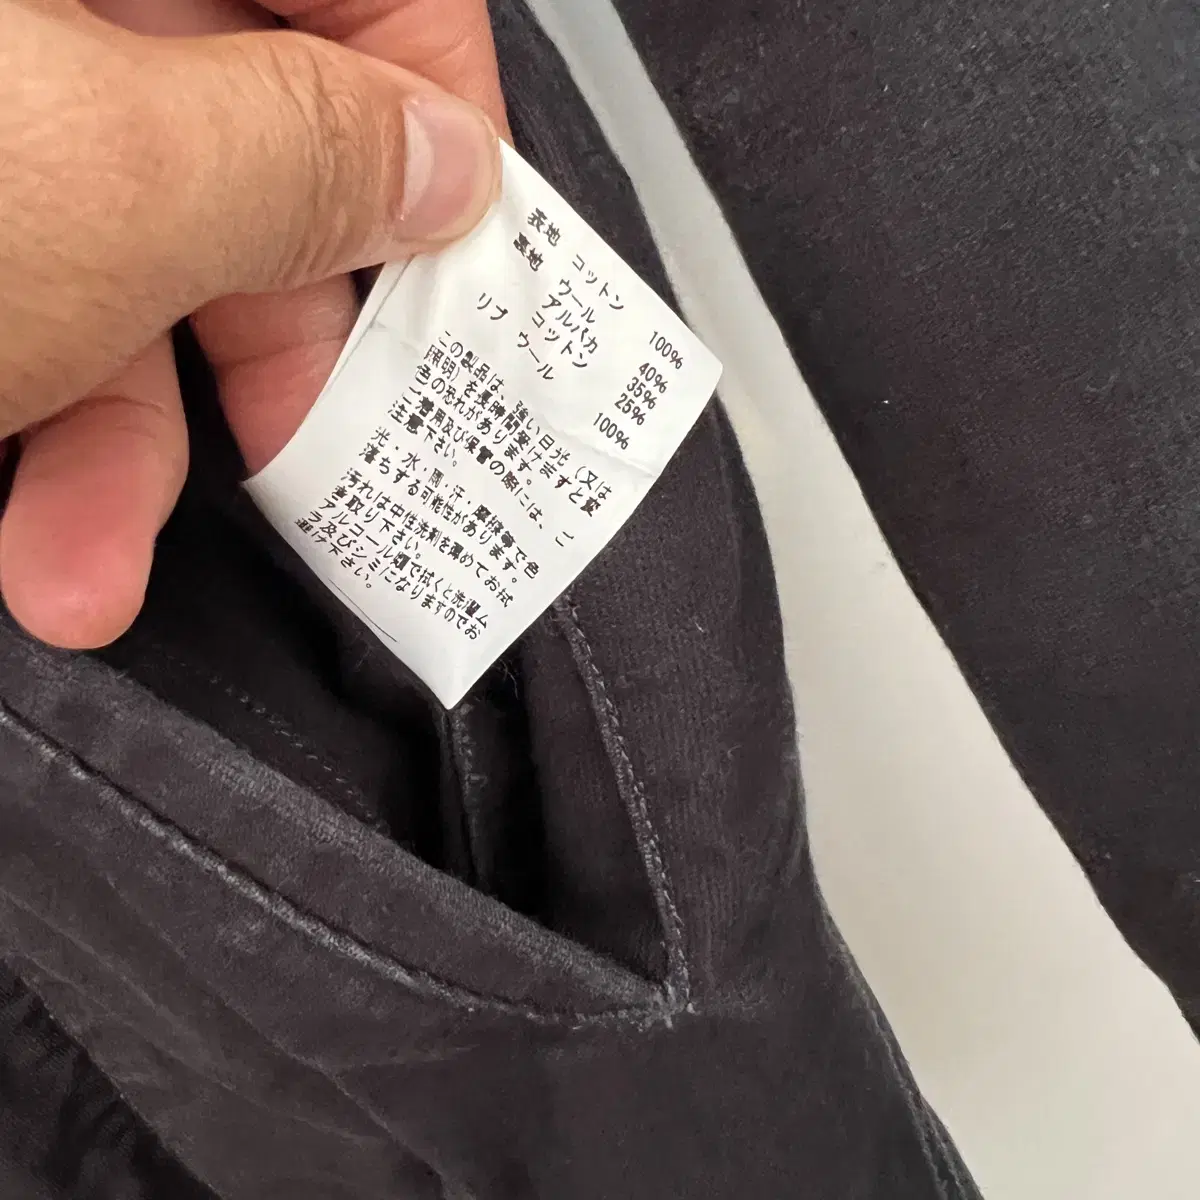 表地 コットン 100%
裏地 ウール 40%
アルパカ 35%
コットン 25%
リブ ウール 100%
この製品は、強い日光（又は
照明）を長時間受けますと変
色の恐れがあります。
ご着用及び保管の際には、ご
注意下さい。
光・水・雨・汗・摩擦等で色
落ちする可能性があります。
汚れは中性洗剤を薄めてお拭
き取り下さい。
アルコール類で拭くと洗濯ム
ラ及びシミになりますのでお
避け下さい。